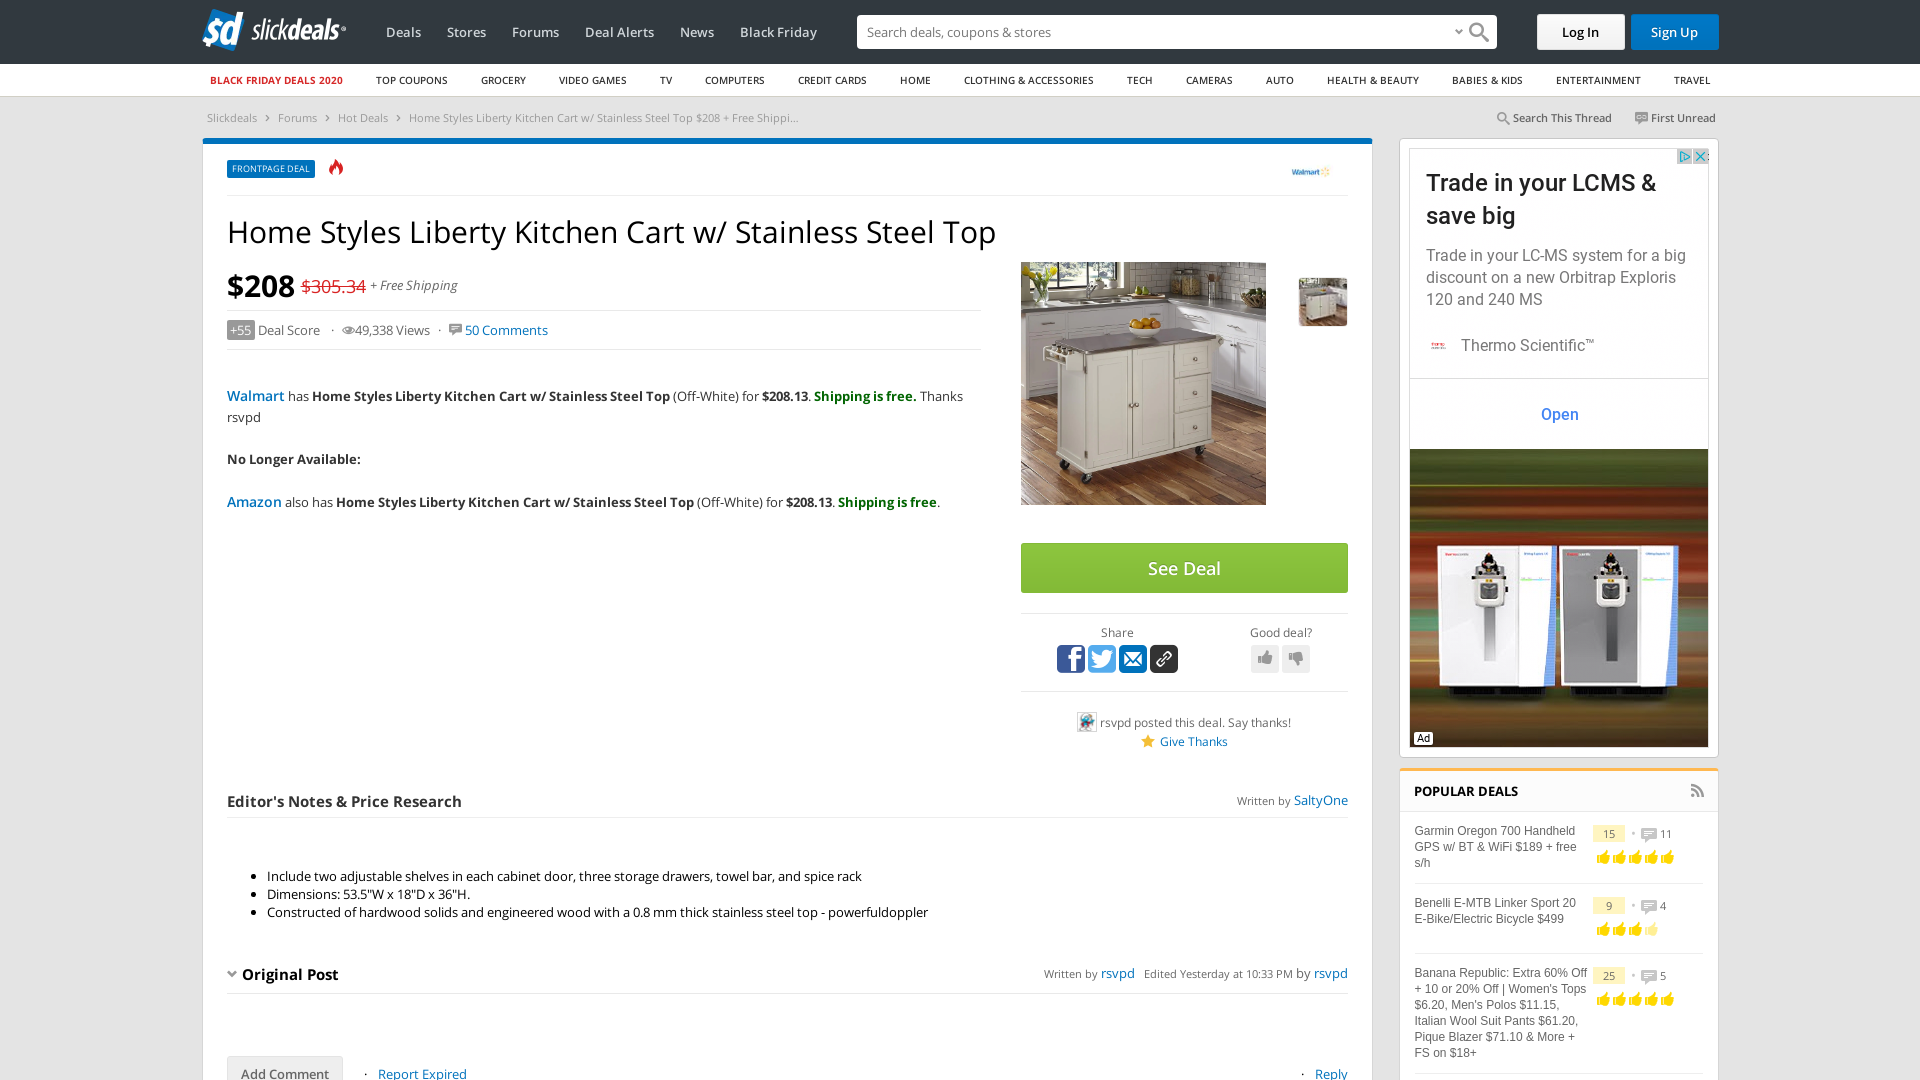 sd slickdeals
Deals
Stores
Forums
Deal Alerts
News
Black Friday
Search deals, coupons & stores
Log In
Sign Up
BLACK FRIDAY DEALS 2020
TOP COUPONS
GROCERY
VIDEO GAMES
TV
COMPUTERS
CREDIT CARDS
HOME
CLOTHING & ACCESSORIES
TECH
CAMERAS
AUTO
HEALTH & BEAUTY
BABIES & KIDS
ENTERTAINMENT
TRAVEL
Slickdeals > Forums > Hot Deals > Home Styles Liberty Kitchen Cart w/ Stainless Steel Top $208 + Free Shippi...
Search This Thread
First Unread
FRONTPAGE DEAL
Walmart
Home Styles Liberty Kitchen Cart w/ Stainless Steel Top
$208 $305.34 + Free Shipping
+55 Deal Score · 49,338 Views · 50 Comments
Walmart has Home Styles Liberty Kitchen Cart w/ Stainless Steel Top (Off-White) for $208.13. Shipping is free. Thanks
rsvpd
No Longer Available:
Amazon also has Home Styles Liberty Kitchen Cart w/ Stainless Steel Top (Off-White) for $208.13. Shipping is free.
See Deal
Share
Good deal?
rsvpd posted this deal. Say thanks!
Give Thanks
Editor's Notes & Price Research
Written by SaltyOne
• Include two adjustable shelves in each cabinet door, three storage drawers, towel bar, and spice rack
• Dimensions: 53.5"W x 18"D x 36"H.
• Constructed of hardwood solids and engineered wood with a 0.8 mm thick stainless steel top - powerfuldoppler
Original Post
Written by rsvpd Edited Yesterday at 10:33 PM by rsvpd
Add Comment
· Report Expired
· Reply
Trade in your LCMS &
save big
Trade in your LC-MS system for a big
discount on a new Orbitrap Exploris
120 and 240 MS
Thermo Scientific™
Open
Ad
POPULAR DEALS
Garmin Oregon 700 Handheld
GPS w/ BT & WiFi $189 + free
s/h
15 • 11
Benelli E-MTB Linker Sport 20
E-Bike/Electric Bicycle $499
9 • 4
Banana Republic: Extra 60% Off
+ 10 or 20% Off | Women's Tops
$6.20, Men's Polos $11.15,
Italian Wool Suit Pants $61.20,
Pique Blazer $71.10 & More +
FS on $18+
25 • 5